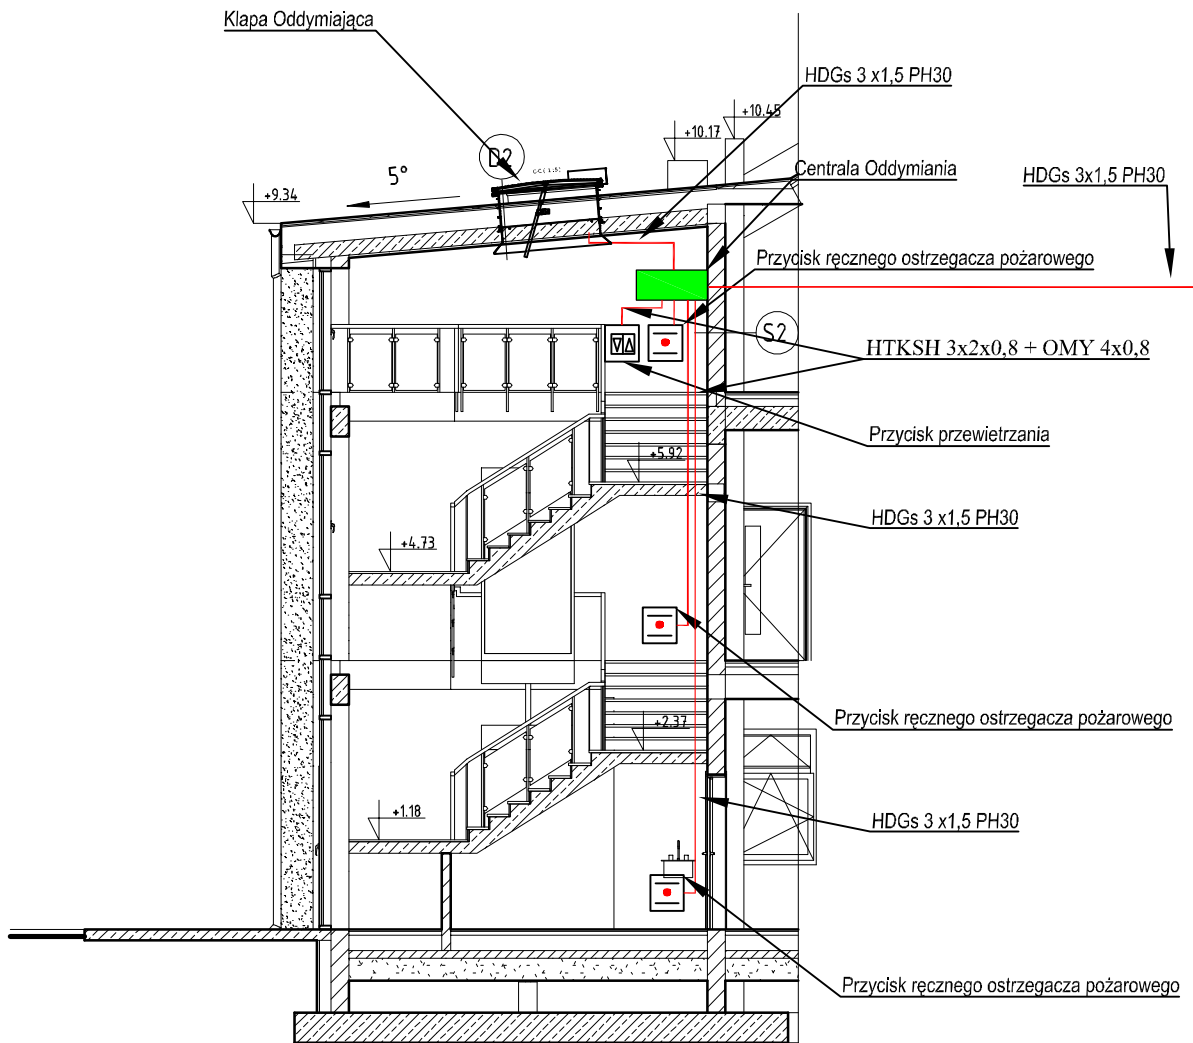 Klapa Oddymiająca
HDGs 3 x1,5 PH30
+10.45
+10.17
D2
Centrala Oddymiania
HDGs 3x1,5 PH30
5°
+9.34
Przycisk ręcznego ostrzegacza pożarowego
S2
HTKSH 3x2x0,8 + OMY 4x0,8
Przycisk przewietrzania
+5.92
HDGs 3 x1,5 PH30
+4.73
Przycisk ręcznego ostrzegacza pożarowego
+2.37
+1.18
HDGs 3 x1,5 PH30
Przycisk ręcznego ostrzegacza pożarowego